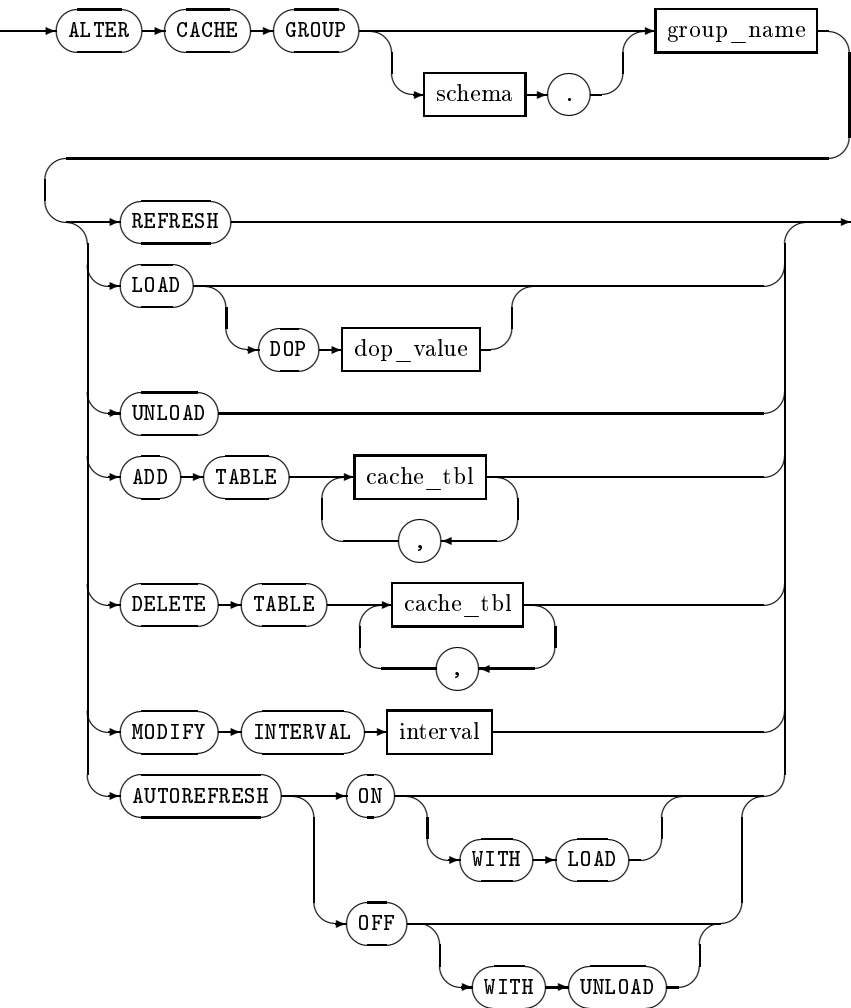 ALTER CACHE GROUP group_name
schema .
REFRESH
LOAD
DOP dop_value
UNLOAD
ADD TABLE cache_tbl
,
DELETE TABLE cache_tbl
,
MODIFY INTERVAL interval
AUTOREFRESH ON
WITH LOAD
OFF
WITH UNLOAD